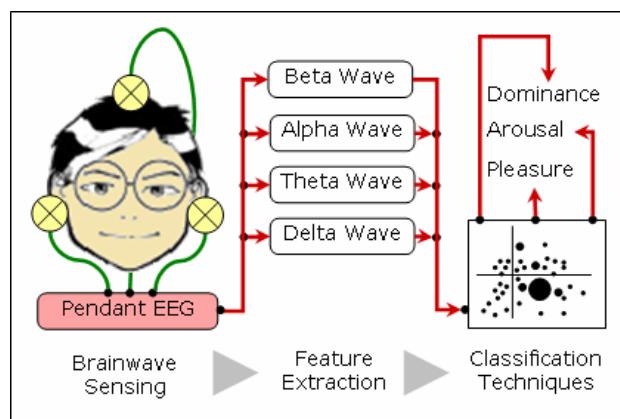 Beta Wave
Alpha Wave
Theta Wave
Delta Wave
Dominance
Arousal
Pleasure
Pendant EEG
Brainwave
Sensing
Feature
Extraction
Classification
Techniques